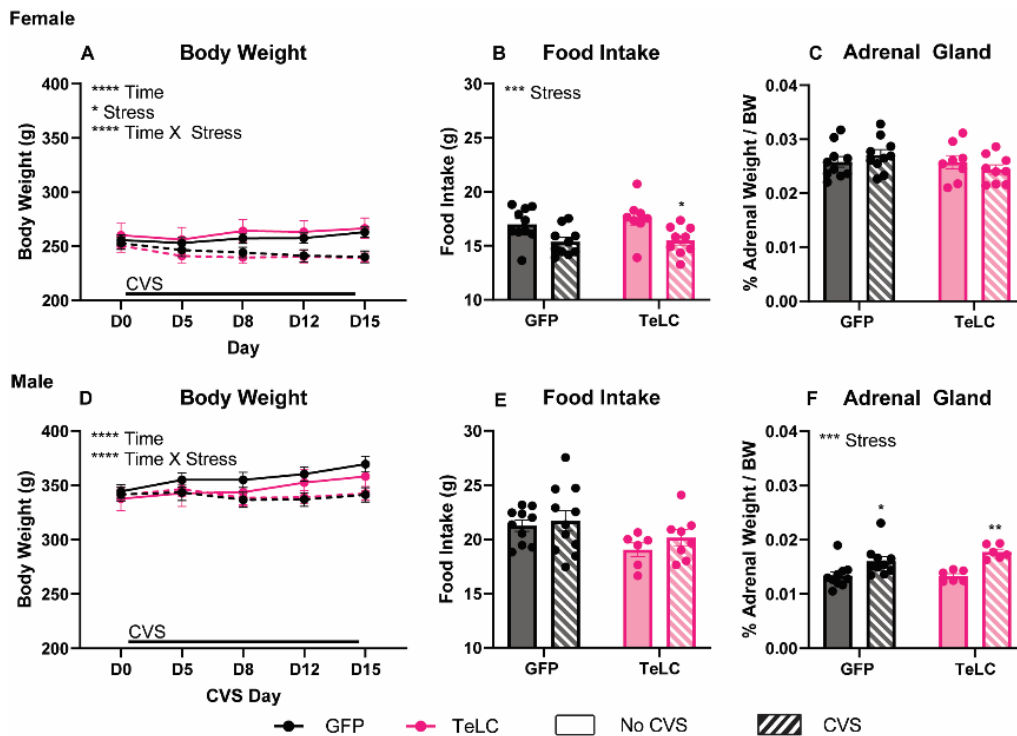 Female
A Body Weight
**** Time
* Stress
**** Time X Stress
Body Weight (g)
400
350
300
250
200
CVS
D0 D5 D8 D12 D15
Day
B Food Intake
*** Stress
Food Intake (g)
30
25
20
15
10
*
GFP TeLC
C Adrenal Gland
% Adrenal Weight / BW
0.04
0.03
0.02
0.01
0.00
GFP TeLC
Male
D Body Weight
**** Time
**** Time X Stress
Body Weight (g)
400
350
300
250
200
CVS
D0 D5 D8 D12 D15
CVS Day
E Food Intake
Food Intake (g)
30
25
20
15
10
GFP TeLC
F Adrenal Gland
*** Stress
% Adrenal Weight / BW
0.04
0.03
0.02
0.01
0.00
*
**
GFP TeLC
GFP TeLC No CVS CVS